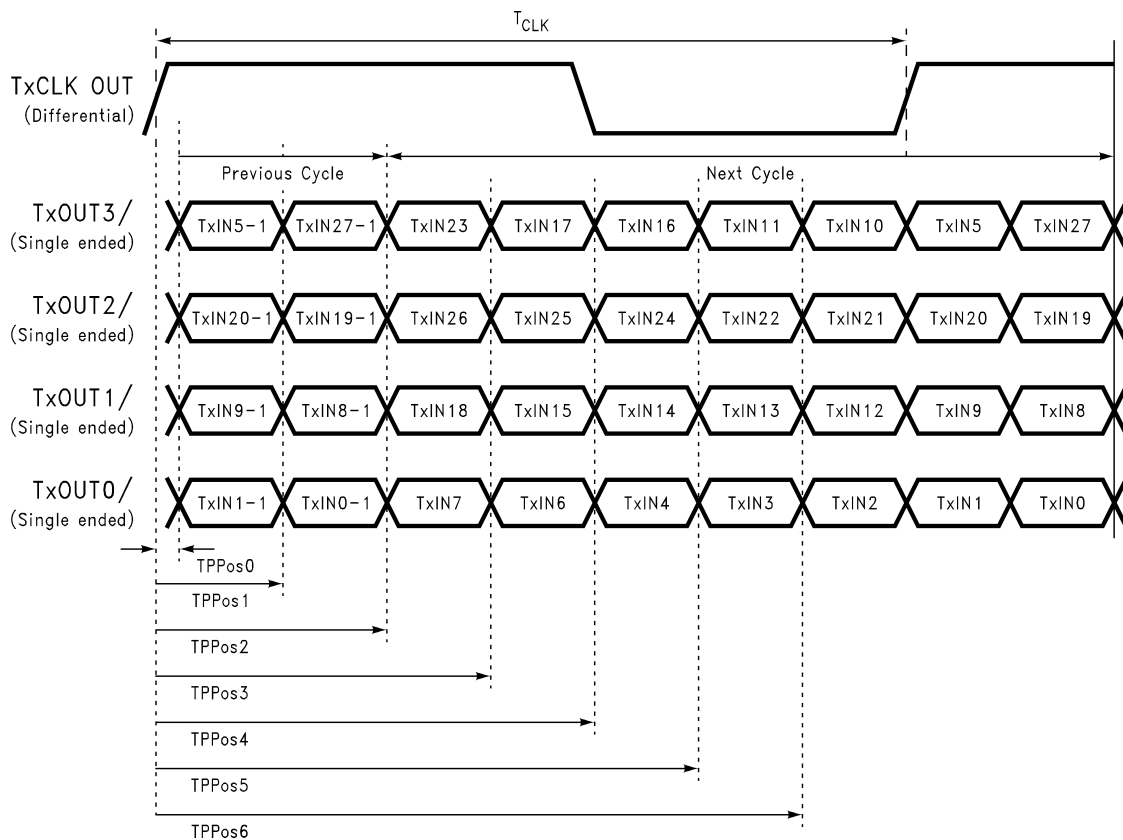 TCLK
TxCLK OUT
(Differential)
Previous Cycle
Next Cycle
TxOUT3/
(Single ended)
TxIN5-1 TxIN27-1 TxIN23 TxIN17 TxIN16 TxIN11 TxIN10 TxIN5 TxIN27
TxOUT2/
(Single ended)
TxIN20-1 TxIN19-1 TxIN26 TxIN25 TxIN24 TxIN22 TxIN21 TxIN20 TxIN19
TxOUT1/
(Single ended)
TxIN9-1 TxIN8-1 TxIN18 TxIN15 TxIN14 TxIN13 TxIN12 TxIN9 TxIN8
TxOUT0/
(Single ended)
TxIN1-1 TxIN0-1 TxIN7 TxIN6 TxIN4 TxIN3 TxIN2 TxIN1 TxIN0
TPPos0
TPPos1
TPPos2
TPPos3
TPPos4
TPPos5
TPPos6